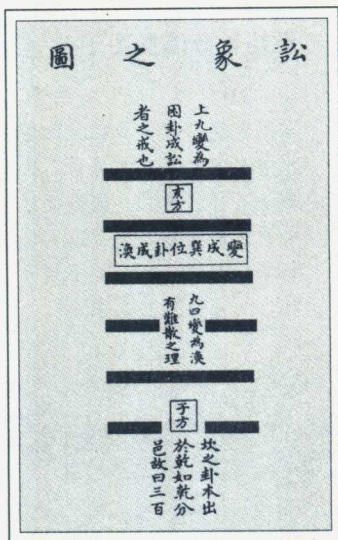 訟象之圖
上九變為
困卦成訟
者之戒也
亥方
變成巽位卦成渙
九四變為渙
有離散之理
子方
坎之卦本出
於乾如乾分
邑故曰三百